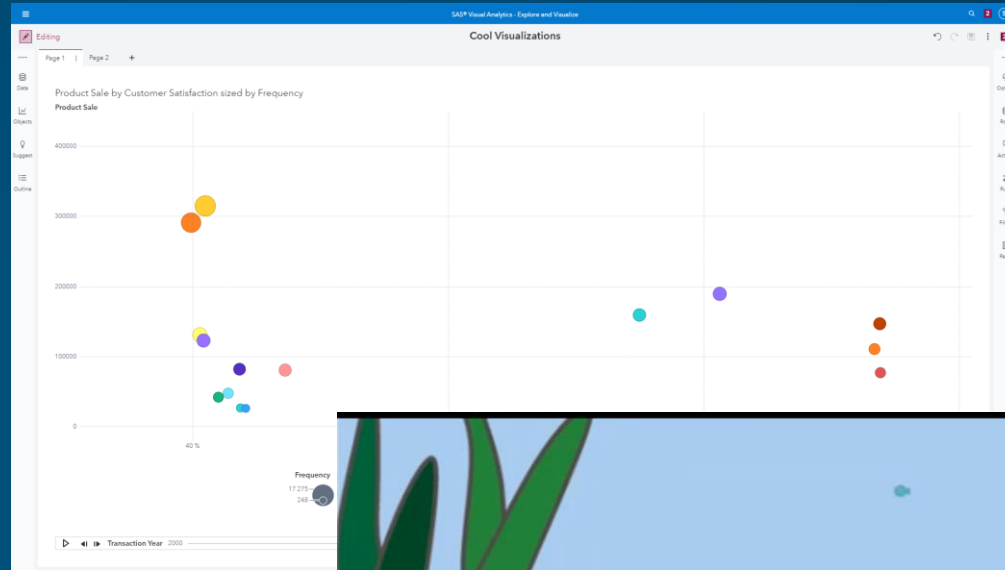 SAS® Visual Analytics - Explore and Visualize
2
Editing
Cool Visualizations
Page 1
Page 2
+
Data
Objects
Suggest
Outline
Product Sale by Customer Satisfaction sized by Frequency
Product Sale
400000
300000
200000
100000
0
40 %
Frequency
17 275
248
Transaction Year 2000